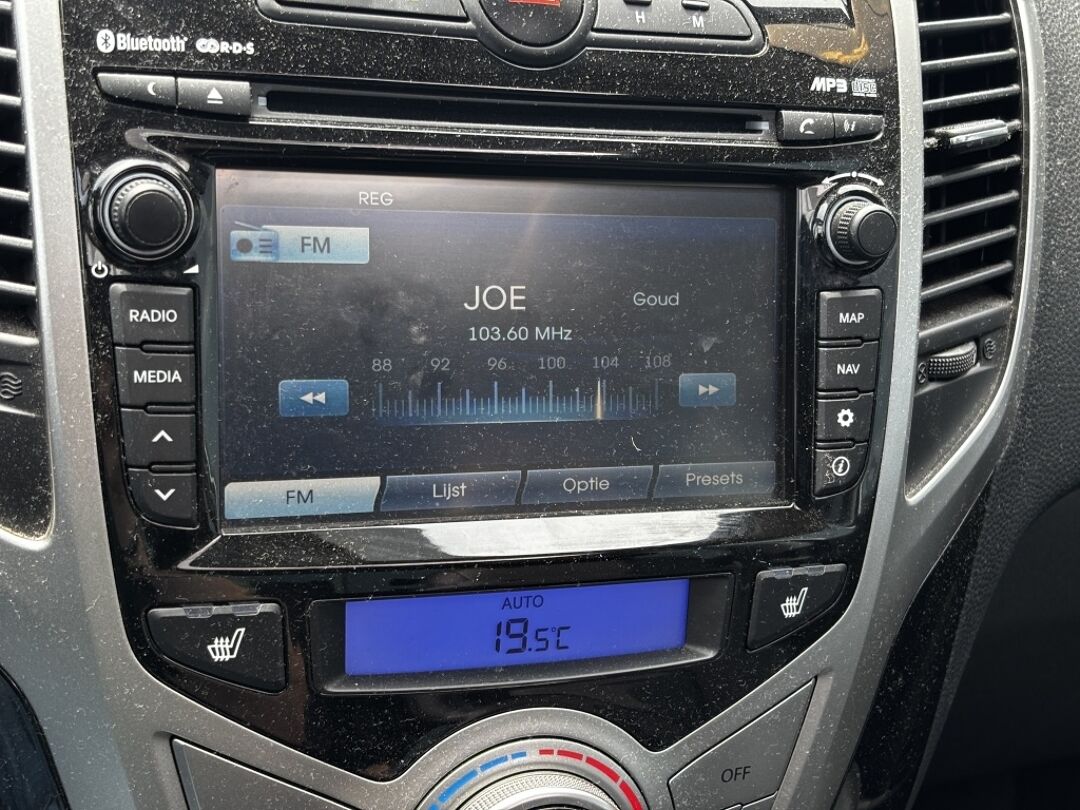 H
M
Bluetooth R·D·S
MP3 DISC
REG
FM
JOE
Goud
103.60 MHz
88 92 96 100 104 108
RADIO
MEDIA
MAP
NAV
FM Lijst Optie Presets
AUTO
19.5°C
OFF